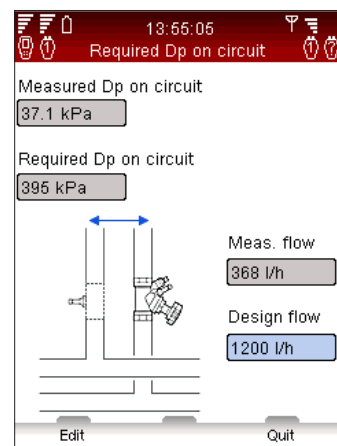 13:55:05
Required Dp on circuit
Measured Dp on circuit
37.1 kPa
Required Dp on circuit
395 kPa
Meas. flow
368 l/h
Design flow
1200 l/h
Edit
Quit